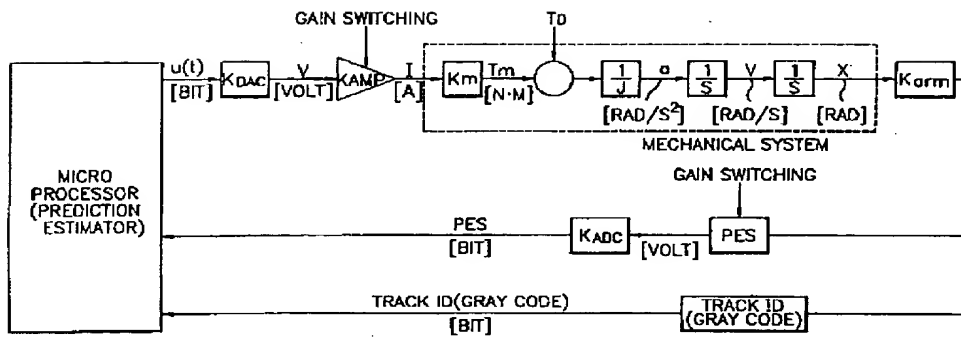 GAIN SWITCHING
TD
u(t)
[BIT]
KDAC
V
[VOLT]
KAMP
I
[A]
Km
Tm
[N·M]
1
J
a
[RAD/S²]
1
S
V
[RAD/S]
1
S
X
[RAD]
Karm
MECHANICAL SYSTEM
MICRO
PROCESSOR
(PREDICTION
ESTIMATOR)
GAIN SWITCHING
PES
[BIT]
KADC
[VOLT]
PES
TRACK ID(GRAY CODE)
[BIT]
TRACK ID
(GRAY CODE)